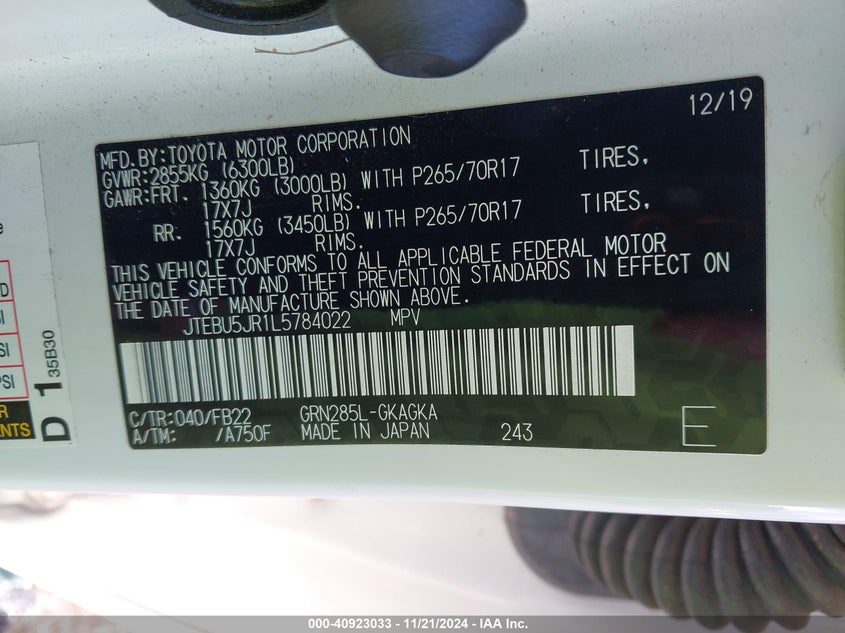 12/19
MFD.BY:TOYOTA MOTOR CORPORATION
GVWR:2855KG (6300LB)
GAWR:FRT. 1360KG (3000LB) WITH P265/70R17 TIRES,
17X7J RIMS.
RR. 1560KG (3450LB) WITH P265/70R17 TIRES,
17X7J RIMS.
THIS VEHICLE CONFORMS TO ALL APPLICABLE FEDERAL MOTOR
VEHICLE SAFETY AND THEFT PREVENTION STANDARDS IN EFFECT ON
THE DATE OF MANUFACTURE SHOWN ABOVE.
JTEBU5JR1L5784022 MPV
C/TR:040/FB22 GRN285L-GKAGKA
A/TM: /A750F MADE IN JAPAN 243 E
D 1 35B30
000-40923033 - 11/21/2024 - IAA Inc.